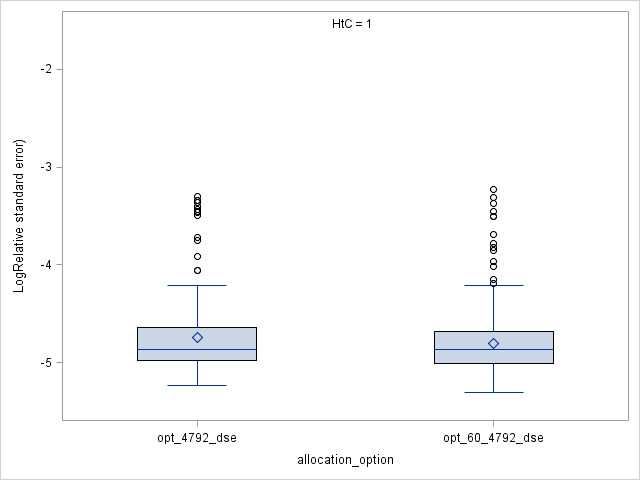 HtC = 1
-2
-3
-4
-5
LogRelative standard error)
opt_4792_dse
opt_60_4792_dse
allocation_option